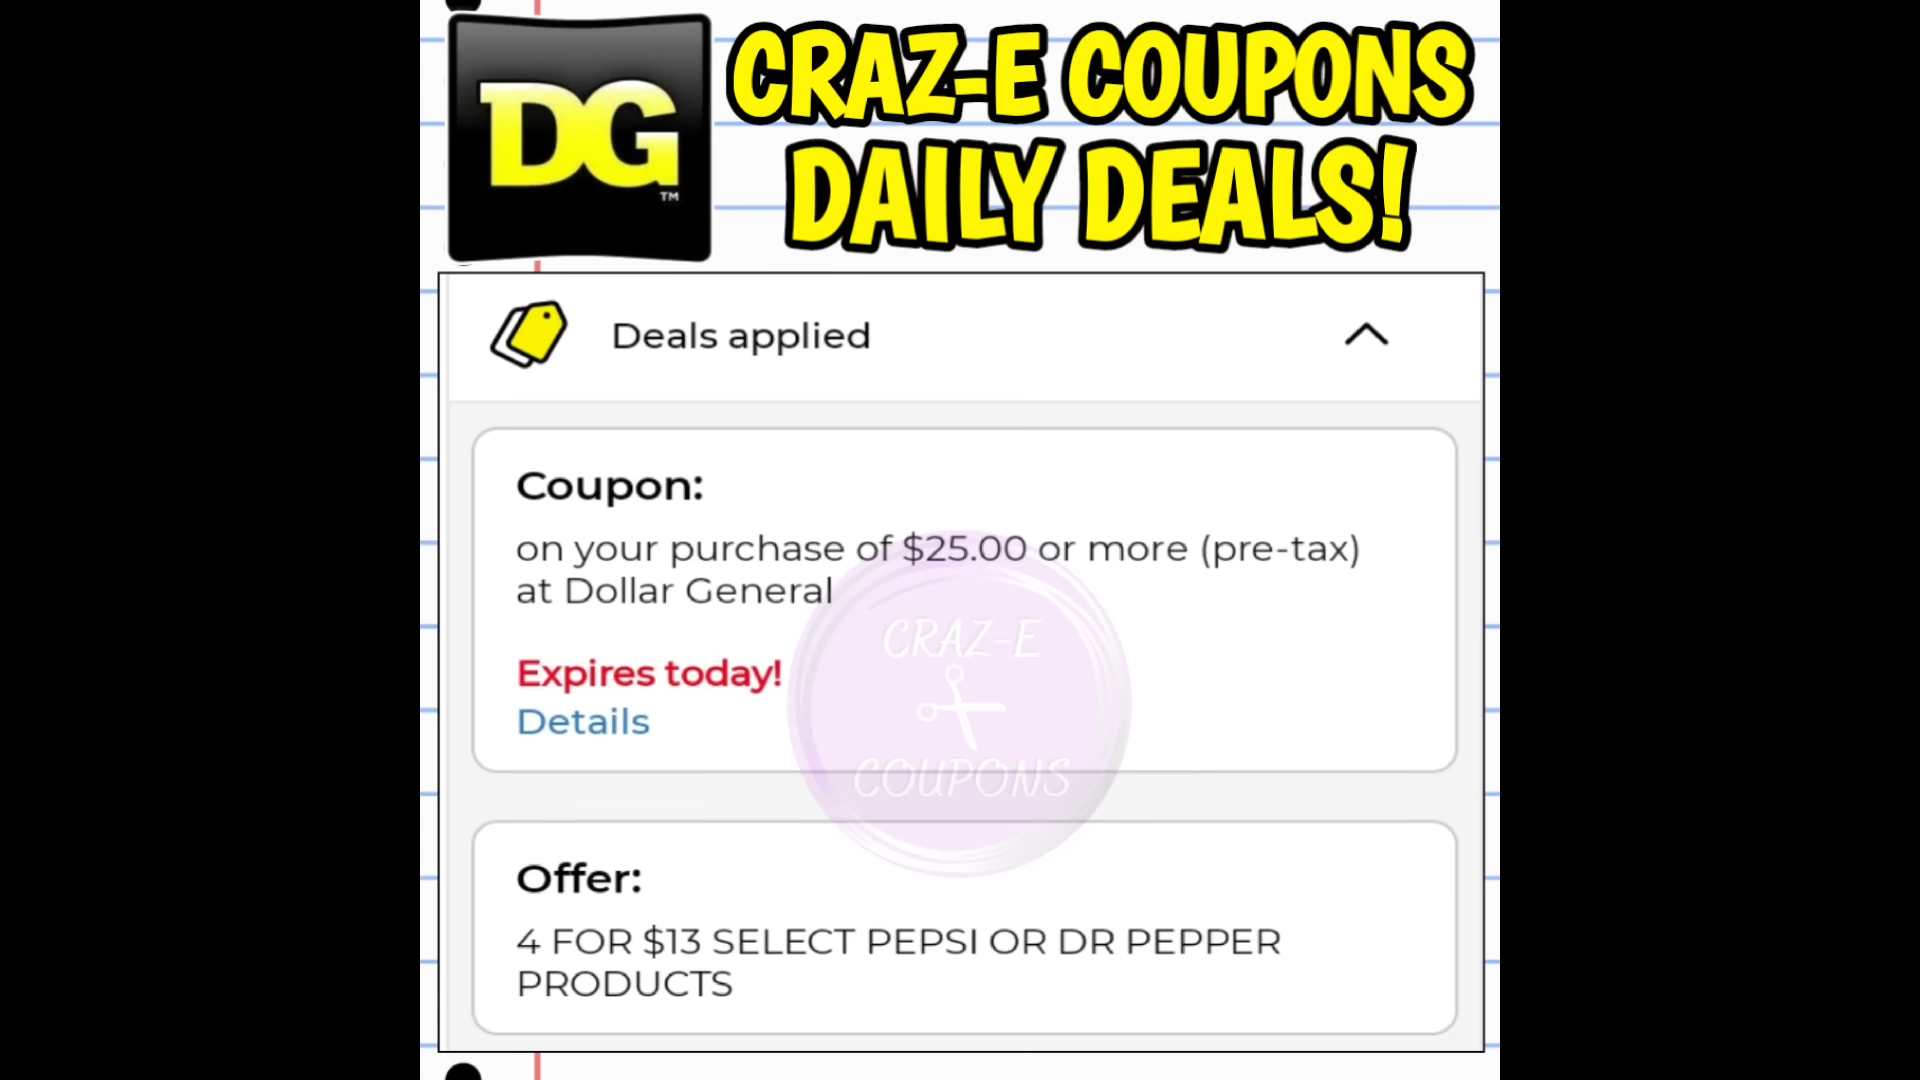 DG
TM
CRAZ-E COUPONS
DAILY DEALS!
Deals applied
Coupon:
on your purchase of $25.00 or more (pre-tax)
at Dollar General
Expires today!
Details
CRAZ-E
COUPONS
Offer:
4 FOR $13 SELECT PEPSI OR DR PEPPER
PRODUCTS